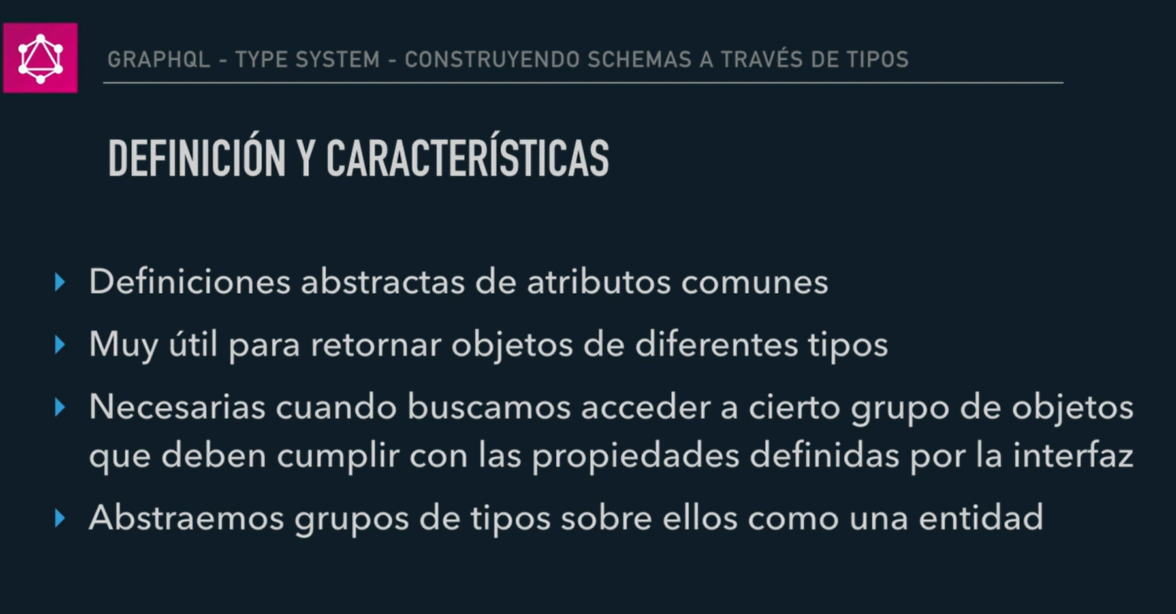 GRAPHQL - TYPE SYSTEM - CONSTRUYENDO SCHEMAS A TRAVÉS DE TIPOS
DEFINICIÓN Y CARACTERÍSTICAS
Definiciones abstractas de atributos comunes
Muy útil para retornar objetos de diferentes tipos
Necesarias cuando buscamos acceder a cierto grupo de objetos
que deben cumplir con las propiedades definidas por la interfaz
Abstraemos grupos de tipos sobre ellos como una entidad